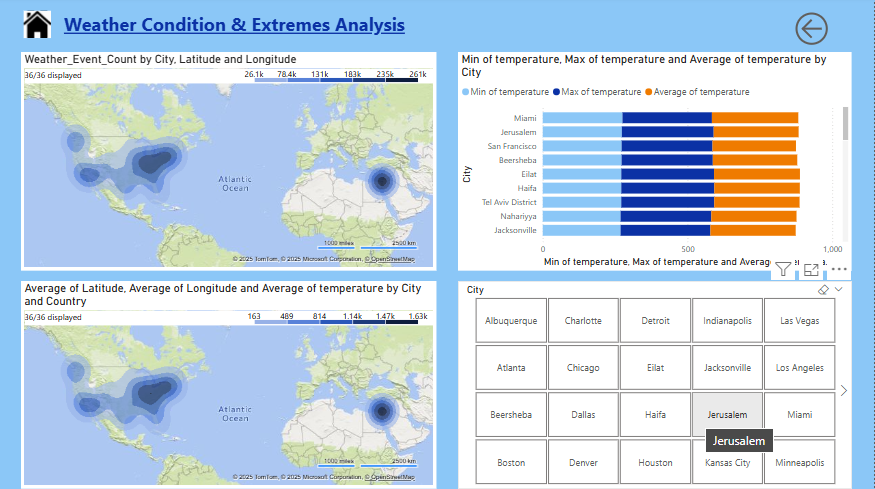 Weather Condition & Extremes Analysis
Weather_Event_Count by City, Latitude and Longitude
36/36 displayed
26.1k 78.4k 131k 183k 235k 261k
Atlantic
Ocean
1000 miles 2500 km
© 2025 TomTom, © 2025 Microsoft Corporation, © OpenStreetMap
Min of temperature, Max of temperature and Average of temperature by
City
Min of temperature Max of temperature Average of temperature
City
Miami
Jerusalem
San Francisco
Beersheba
Eilat
Haifa
Tel Aviv District
Nahariyya
Jacksonville
0 500 1,000
Min of temperature, Max of temperature and Averag
Average of Latitude, Average of Longitude and Average of temperature by City
and Country
36/36 displayed
163 489 814 1.14k 1.47k 1.63k
Atlantic
Ocean
1000 miles 2500 km
© 2025 TomTom, © 2025 Microsoft Corporation, © OpenStreetMap
City
Albuquerque Charlotte Detroit Indianapolis Las Vegas
Atlanta Chicago Eilat Jacksonville Los Angeles
Beersheba Dallas Haifa Jerusalem Miami
Jerusalem
Boston Denver Houston Kansas City Minneapolis